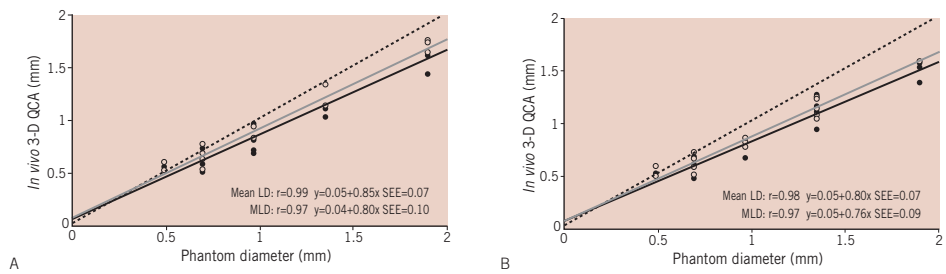 2
1.5
1
0.5
0
In vivo 3-D QCA (mm)
Mean LD: r=0.99 y=0.05+0.85x SEE=0.07
MLD: r=0.97 y=0.04+0.80x SEE=0.10
0 0.5 1 1.5 2
Phantom diameter (mm)
A
2
1.5
1
0.5
0
In vivo 3-D QCA (mm)
Mean LD: r=0.98 y=0.05+0.80x SEE=0.07
MLD: r=0.97 y=0.05+0.76x SEE=0.09
0 0.5 1 1.5 2
Phantom diameter (mm)
B